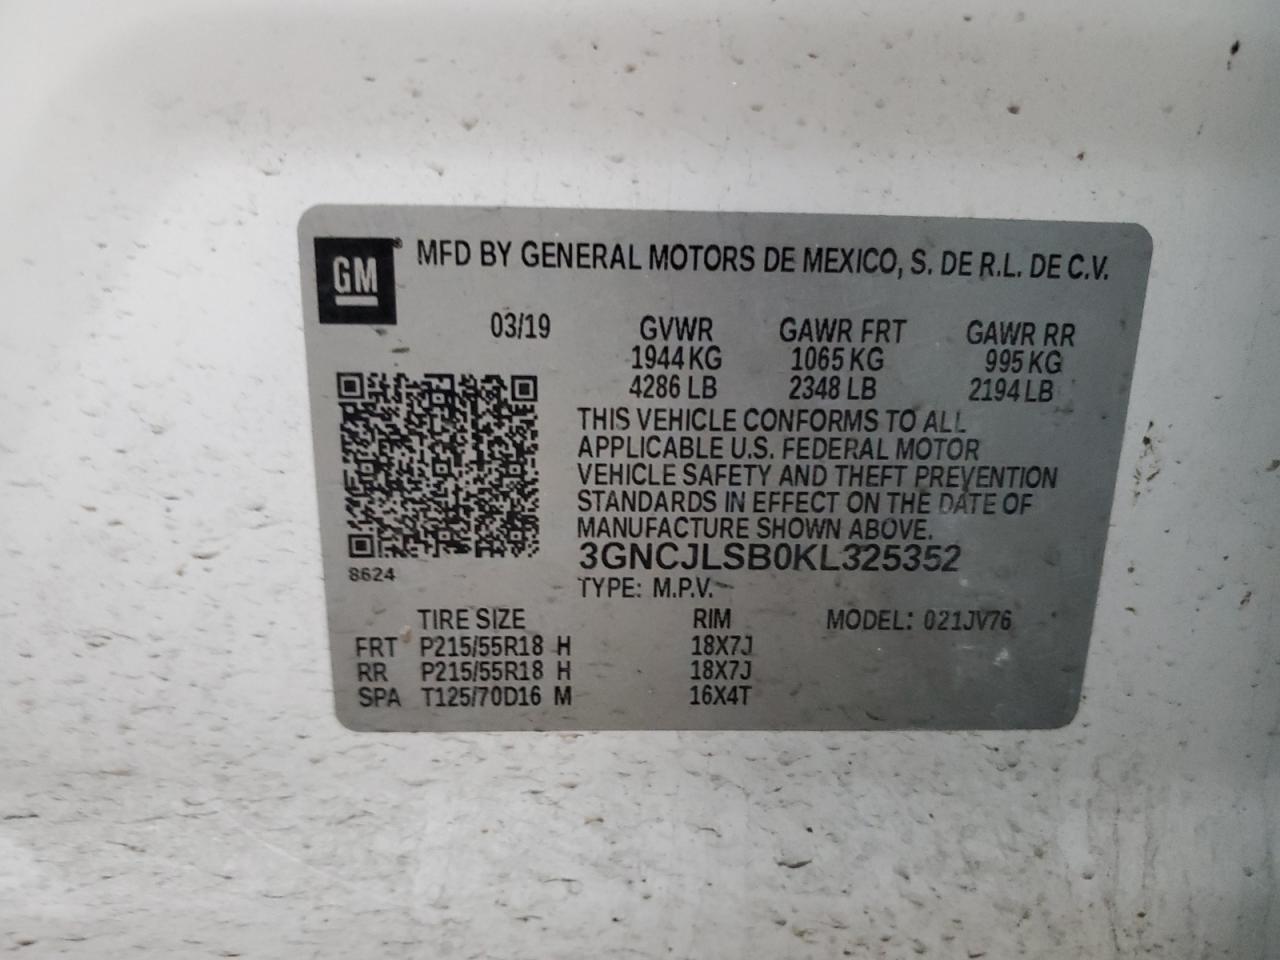 GM® MFD BY GENERAL MOTORS DE MEXICO, S. DE R.L. DE C.V.
03/19 GVWR GAWR FRT GAWR RR
1944 KG 1065 KG 995 KG
4286 LB 2348 LB 2194 LB
THIS VEHICLE CONFORMS TO ALL
APPLICABLE U.S. FEDERAL MOTOR
VEHICLE SAFETY AND THEFT PREVENTION
STANDARDS IN EFFECT ON THE DATE OF
MANUFACTURE SHOWN ABOVE.
3GNCJLSB0KL325352
8624
TYPE: M.P.V.
TIRE SIZE RIM MODEL: 021JV76
FRT P215/55R18 H 18X7J
RR P215/55R18 H 18X7J
SPA T125/70D16 M 16X4T